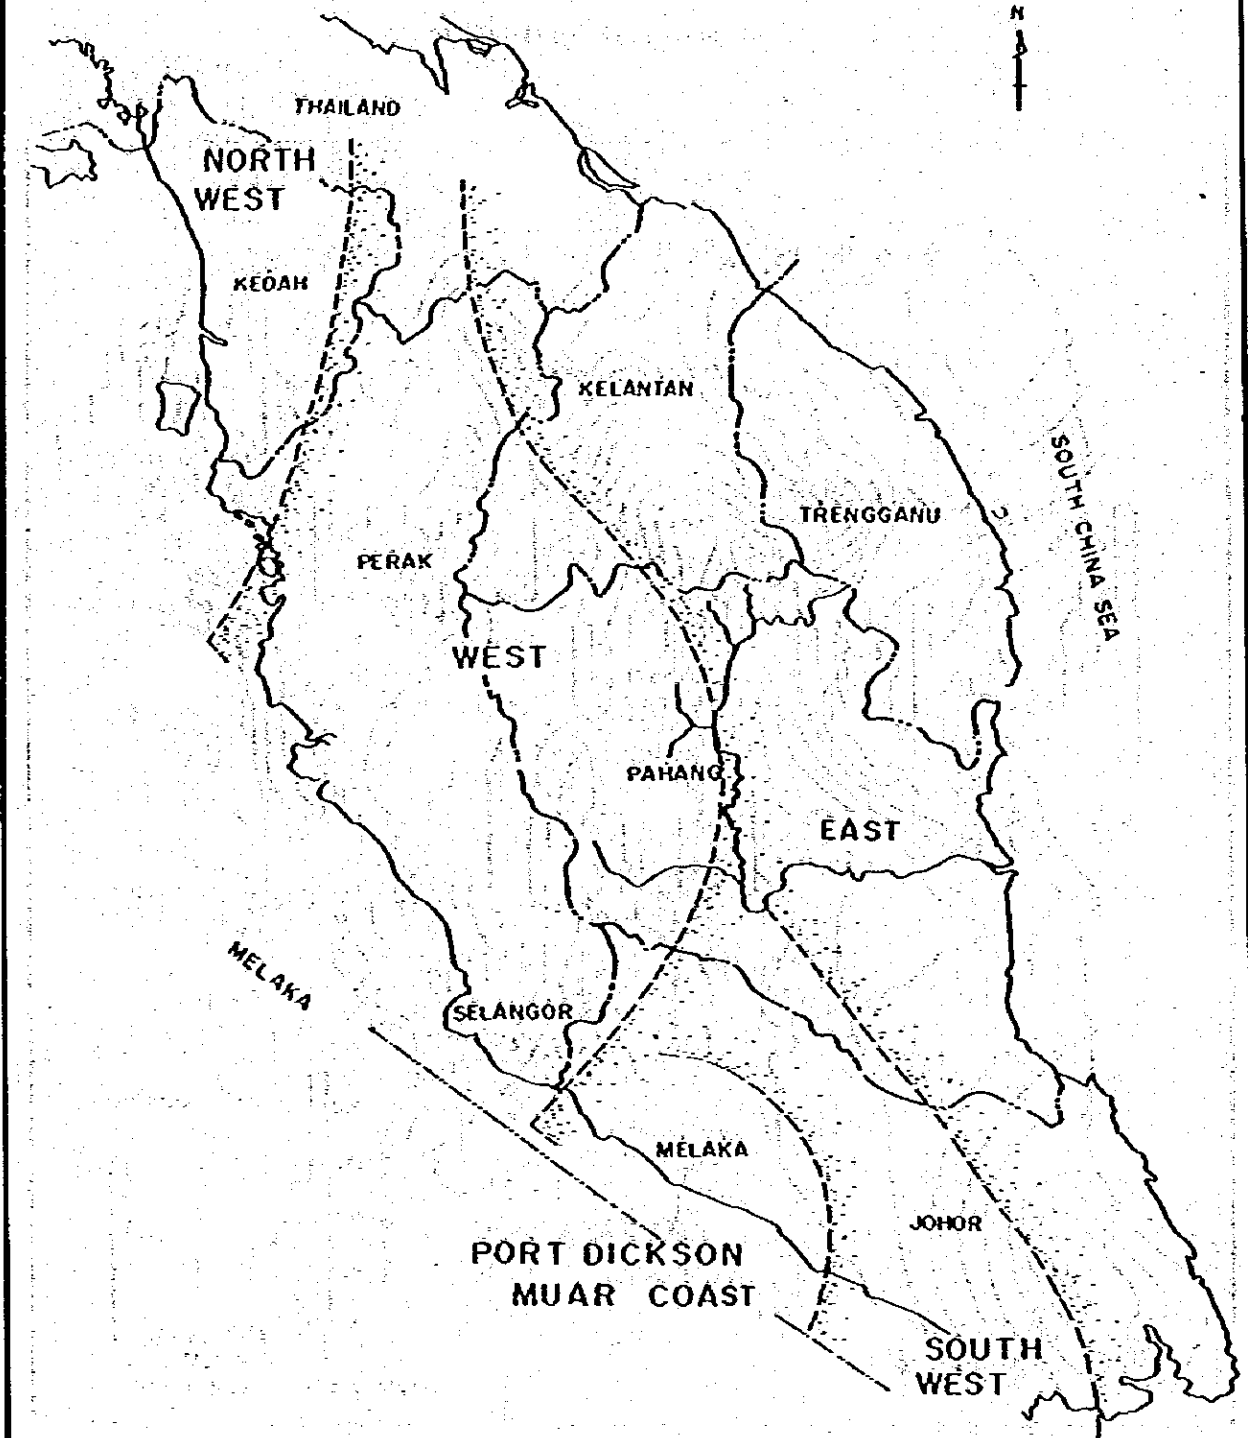 N
THAILAND
NORTH
WEST
KEDAH
KELANTAN
SOUTH CHINA SEA
TRENGGANU
PERAK
WEST
PAHANG
EAST
MELAKA
SELANGOR
MELAKA
JOHOR
PORT DICKSON
MUAR COAST
SOUTH
WEST